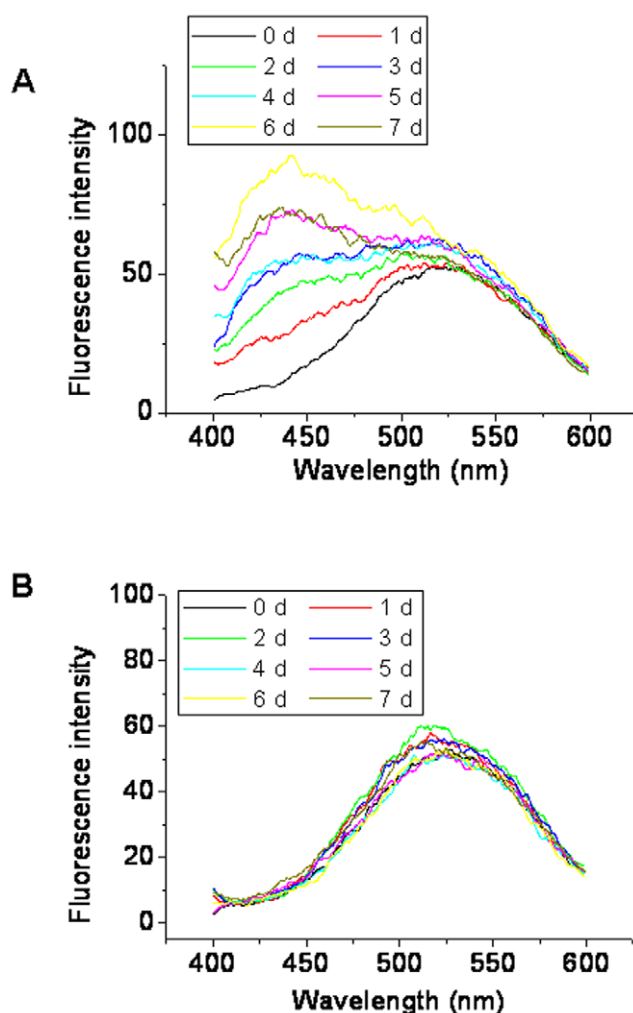 A
0 d 1 d
2 d 3 d
4 d 5 d
6 d 7 d
Fluorescence intensity
100
50
0
400 450 500 550 600
Wavelength (nm)
B
0 d 1 d
2 d 3 d
4 d 5 d
6 d 7 d
Fluorescence intensity
100
80
60
40
20
0
400 450 500 550 600
Wavelength (nm)